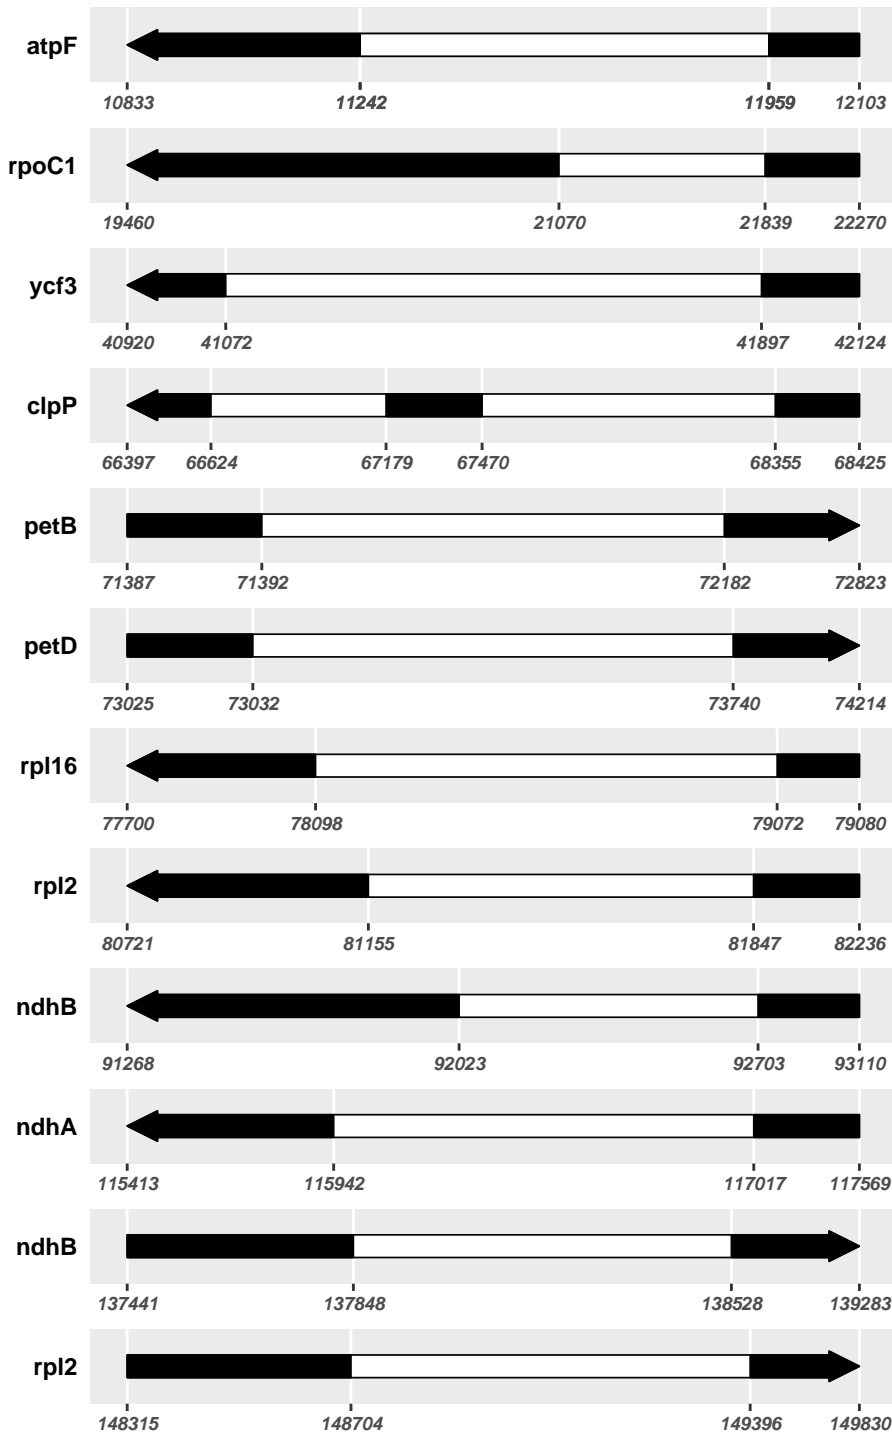 atpF
10833 11242 11959 12103
rpoC1
19460 21070 21839 22270
ycf3
40920 41072 41897 42124
clpP
66397 66624 67179 67470 68355 68425
petB
71387 71392 72182 72823
petD
73025 73032 73740 74214
rpl16
77700 78098 79072 79080
rpl2
80721 81155 81847 82236
ndhB
91268 92023 92703 93110
ndhA
115413 115942 117017 117569
ndhB
137441 137848 138528 139283
rpl2
148315 148704 149396 149830